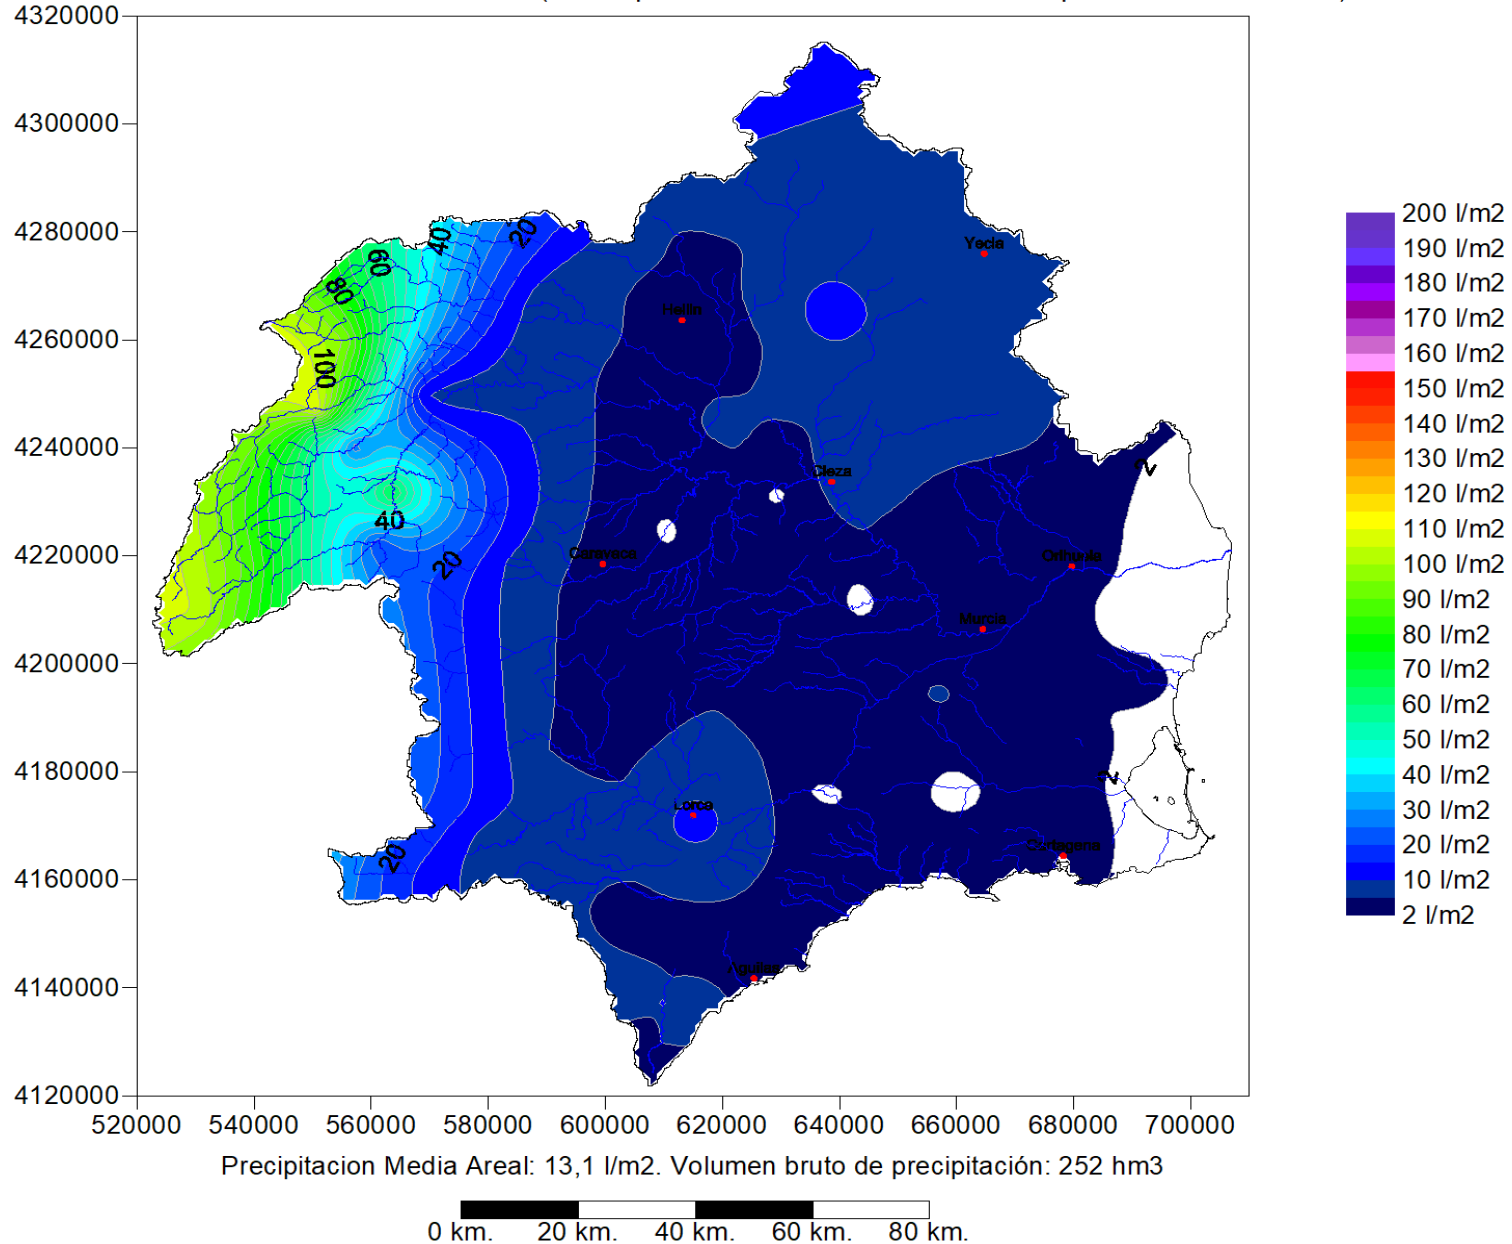 4320000
4300000
4280000
4260000
4240000
4220000
4200000
4180000
4160000
4140000
4120000
520000
540000
560000
580000
600000
620000
640000
660000
680000
700000
20
40
60
80
100
40
20
20
2
2
Yecla
Hellin
Cieza
Caravaca
Orihuela
Murcia
Lorca
Cartagena
Aguilas
200 l/m2
190 l/m2
180 l/m2
170 l/m2
160 l/m2
150 l/m2
140 l/m2
130 l/m2
120 l/m2
110 l/m2
100 l/m2
90 l/m2
80 l/m2
70 l/m2
60 l/m2
50 l/m2
40 l/m2
30 l/m2
20 l/m2
10 l/m2
2 l/m2
Precipitacion Media Areal: 13,1 l/m2. Volumen bruto de precipitación: 252 hm3
0 km.
20 km.
40 km.
60 km.
80 km.